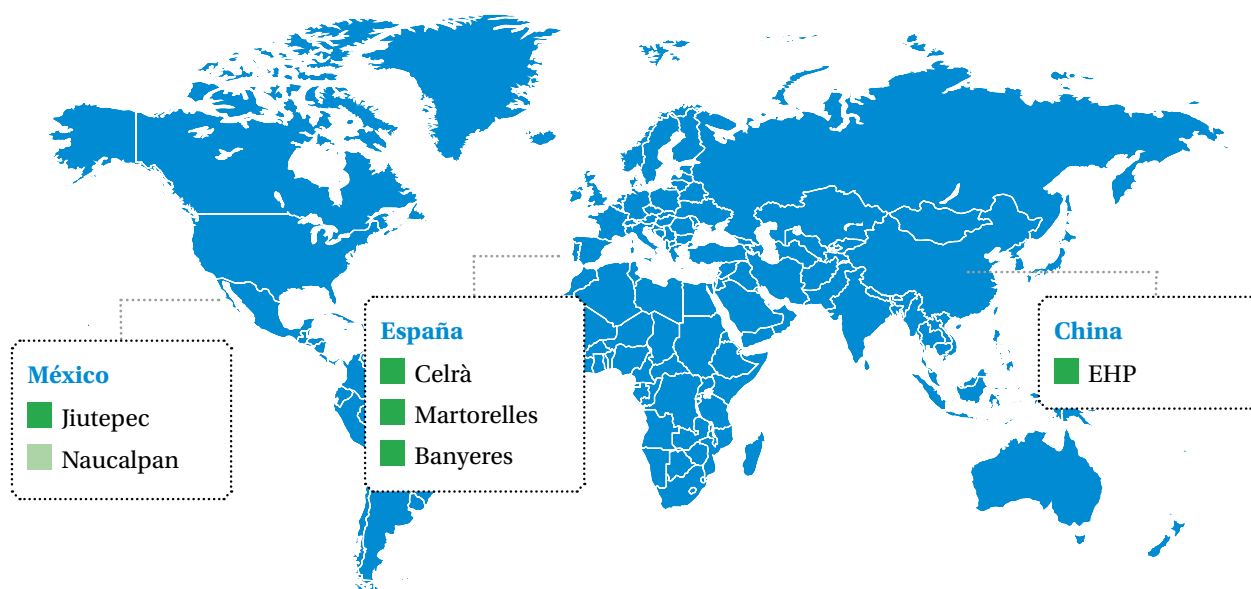 México
Jiutepec
Naucalpan
España
Celrà
Martorelles
Banyeres
China
EHP